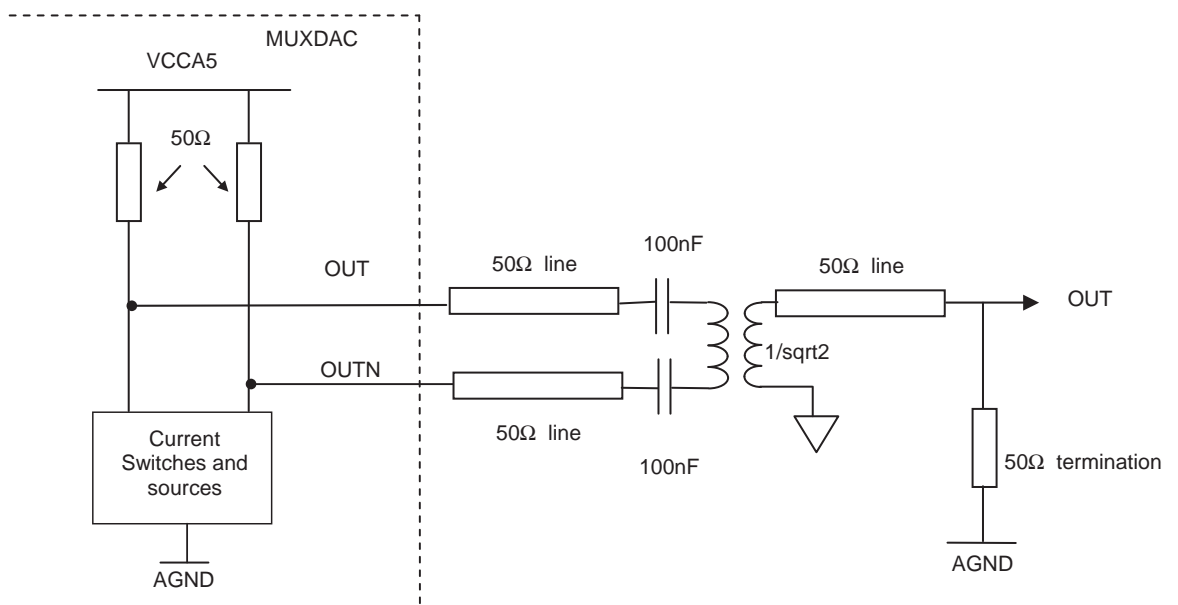 MUXDAC
VCCA5
50Ω
100nF
OUT
50Ω line
50Ω line
OUT
1/sqrt2
OUTN
50Ω line
100nF
Current
Switches and
sources
50Ω termination
AGND
AGND